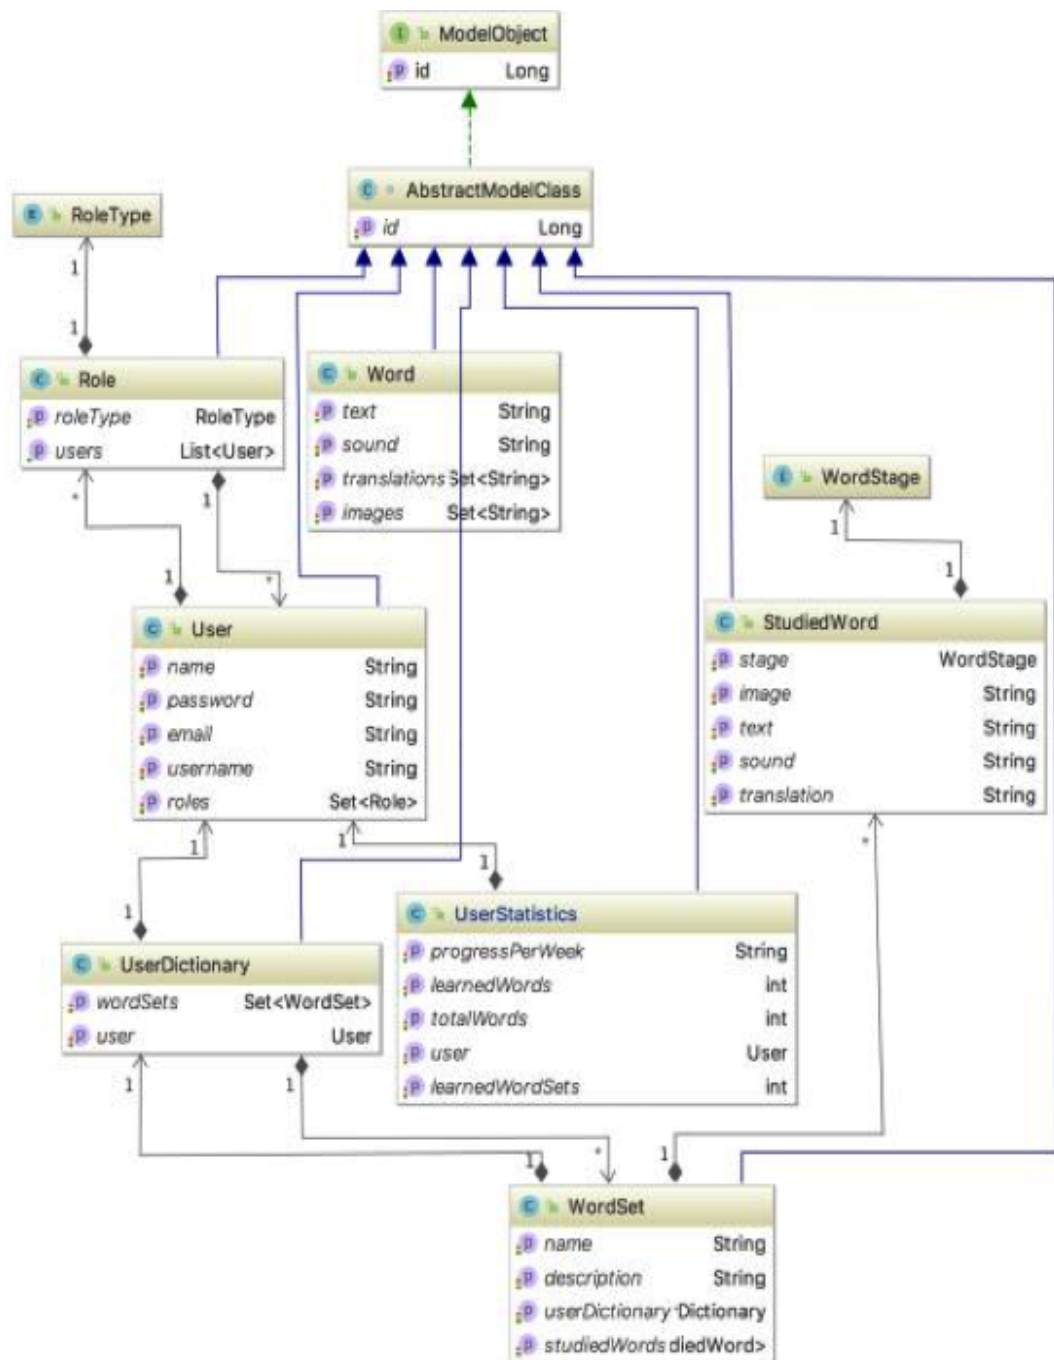 ModelObject
id Long
AbstractModelClass
id Long
RoleType
1
1
Role
roleType RoleType
users List<User>
*
1
Word
text String
sound String
translations Set<String>
images Set<String>
WordStage
1
1
1
*
User
name String
password String
email String
username String
roles Set<Role>
StudiedWord
stage WordStage
image String
text String
sound String
translation String
1
1
*
1
1
UserStatistics
progressPerWeek String
learnedWords int
totalWords int
user User
learnedWordSets int
UserDictionary
wordSets Set<WordSet>
user User
1
1
1
*
1
WordSet
name String
description String
userDictionary Dictionary
studiedWords diedWord>